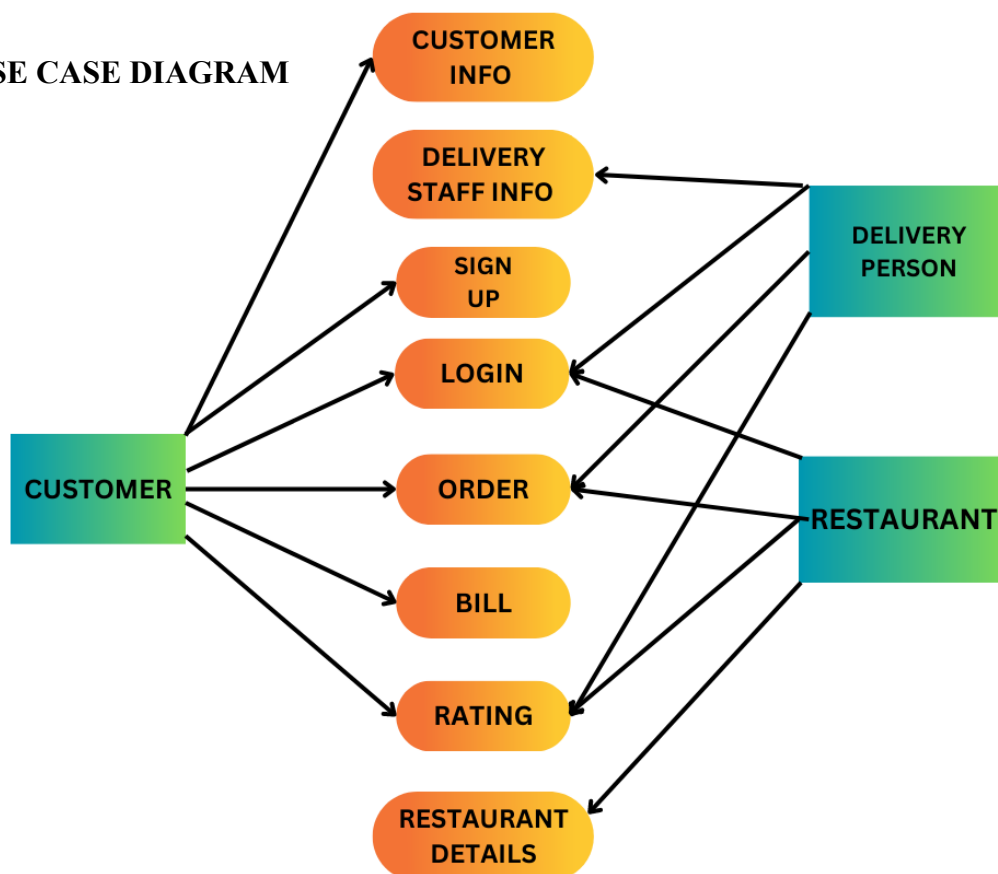 SE CASE DIAGRAM
CUSTOMER
INFO
DELIVERY
STAFF INFO
DELIVERY
PERSON
SIGN
UP
LOGIN
CUSTOMER
ORDER
RESTAURANT
BILL
RATING
RESTAURANT
DETAILS